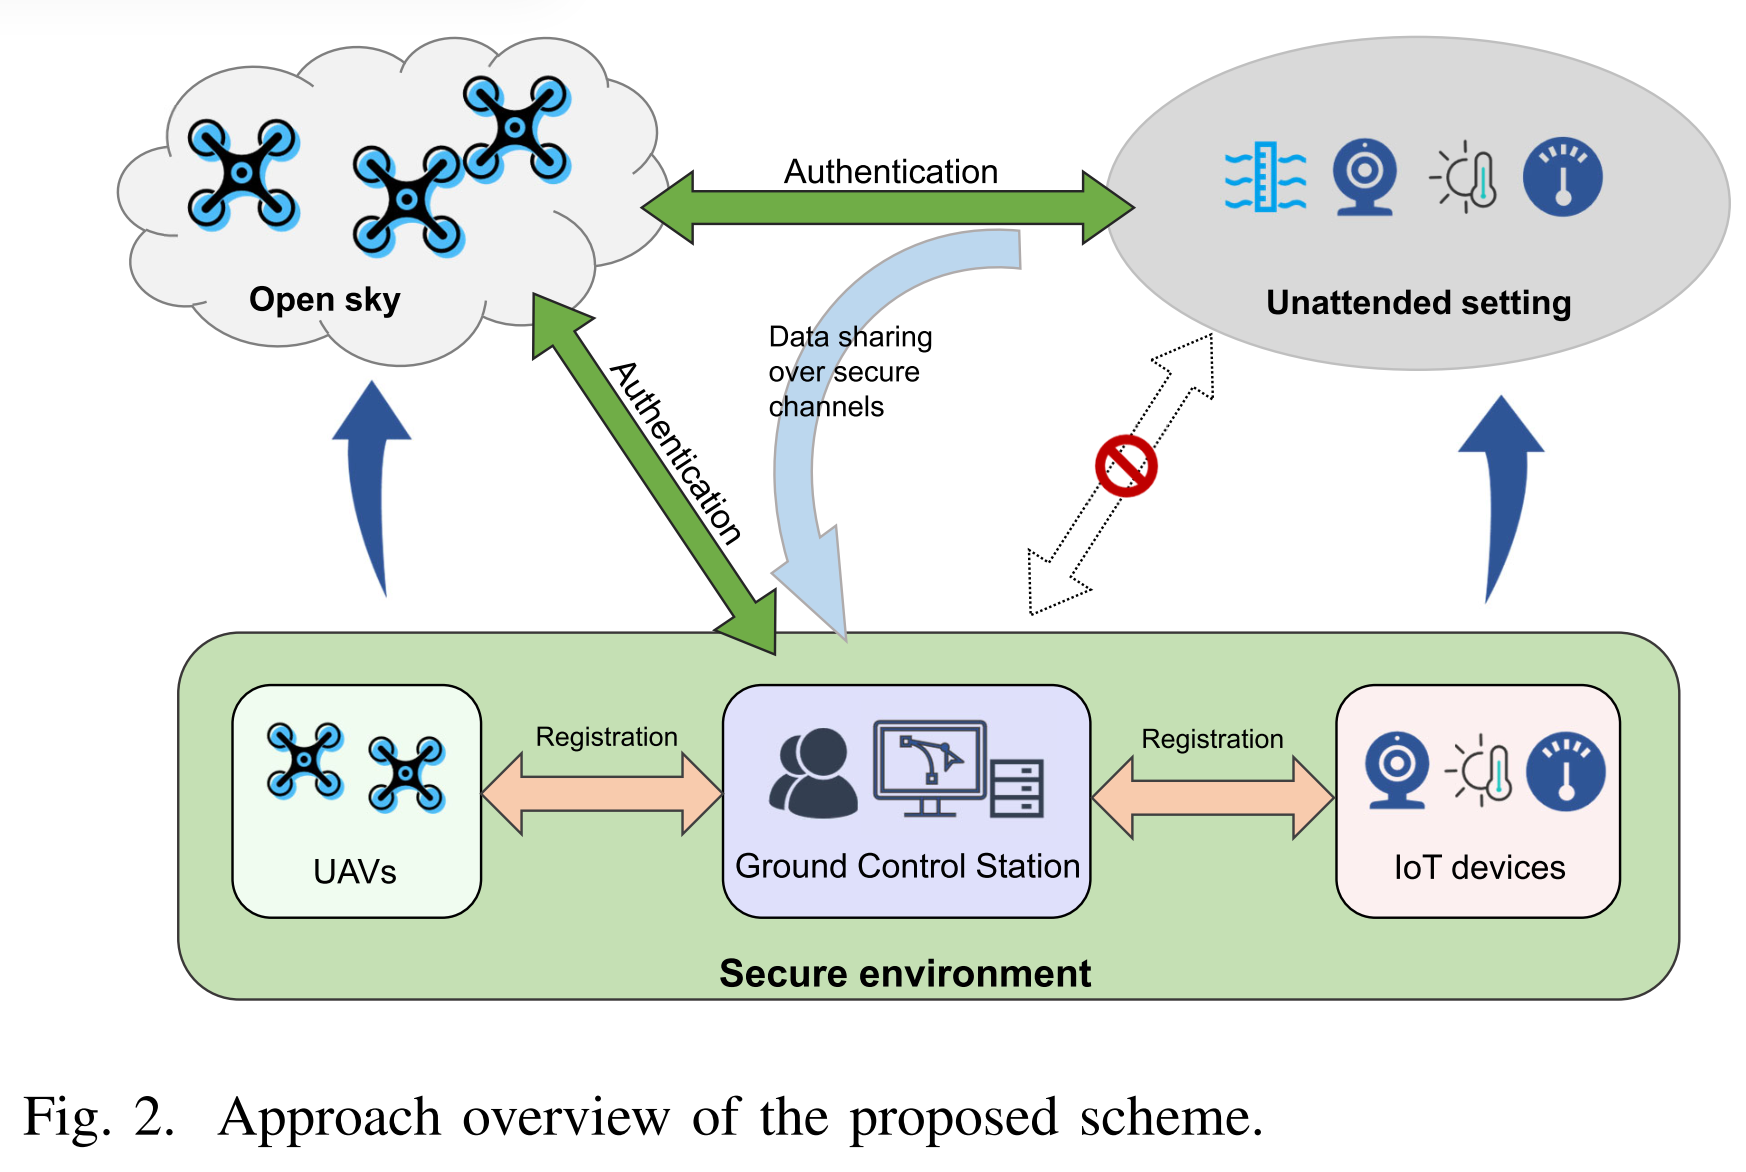 Authentication
Open sky
Unattended setting
Data sharing
over secure
channels
Authentication
Registration
Registration
UAVs
Ground Control Station
IoT devices
Secure environment
Fig. 2. Approach overview of the proposed scheme.